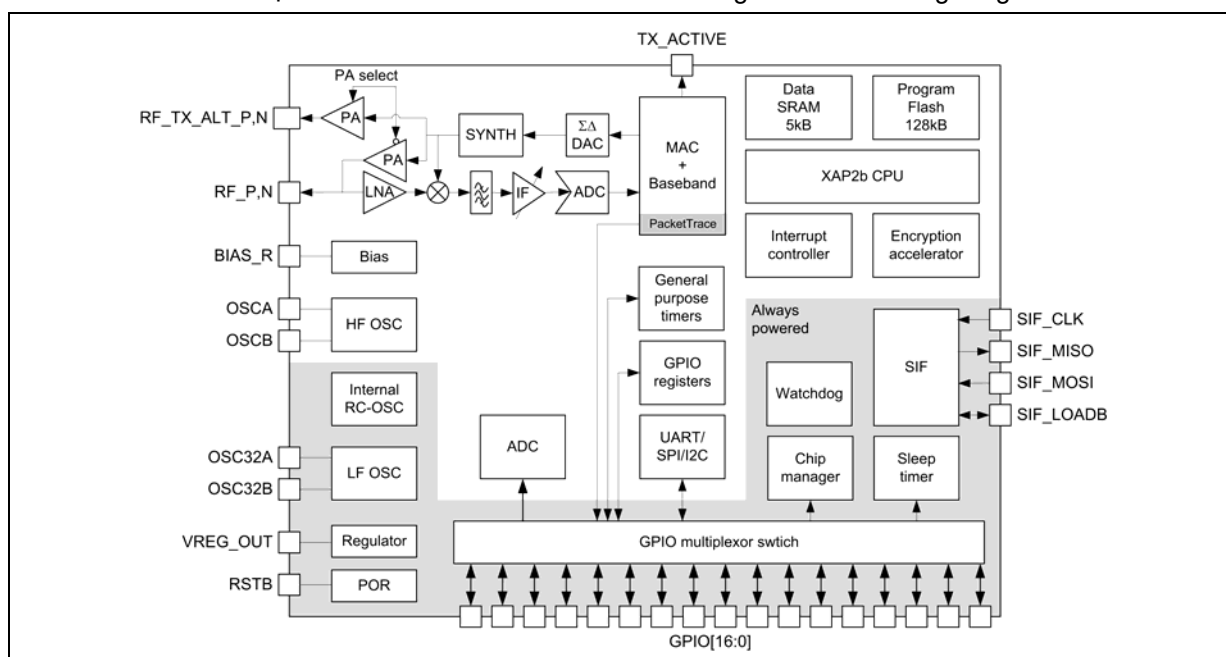 TX_ACTIVE
PA select
RF_TX_ALT_P,N
PA
PA
SYNTH
ΣΔ
DAC
MAC
+
Baseband
PacketTrace
Data
SRAM
5kB
Program
Flash
128kB
RF_P,N
LNA
IF
ADC
XAP2b CPU
BIAS_R
Bias
Interrupt
controller
Encryption
accelerator
OSCA
OSCB
HF OSC
General
purpose
timers
Always
powered
SIF
SIF_CLK
SIF_MISO
SIF_MOSI
SIF_LOADB
Internal
RC-OSC
GPIO
registers
Watchdog
OSC32A
OSC32B
LF OSC
ADC
UART/
SPI/I2C
Chip
manager
Sleep
timer
VREG_OUT
Regulator
GPIO multiplexor swtich
RSTB
POR
GPIO[16:0]